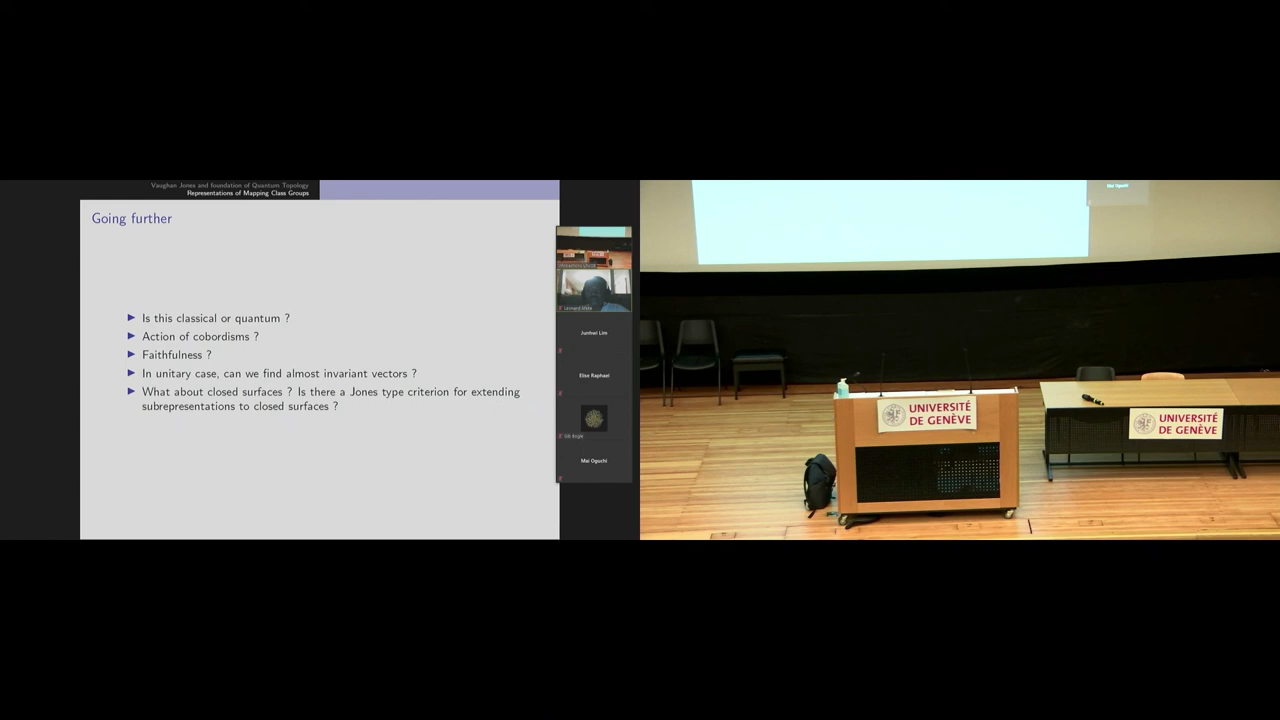 Vaughan Jones and foundation of Quantum Topology
Representations of Mapping Class Groups
Going further
Is this classical or quantum ?
Action of cobordisms ?
Faithfulness ?
In unitary case, can we find almost invariant vectors ?
What about closed surfaces ? Is there a Jones type criterion for extending
subrepresentations to closed surfaces ?
Junhwi Lim
Elise Raphael
Mai Oguchi
Mai Oguchi
UNIVERSITÉ
DE GENÈVE
UNIVERSITÉ
DE GENÈVE